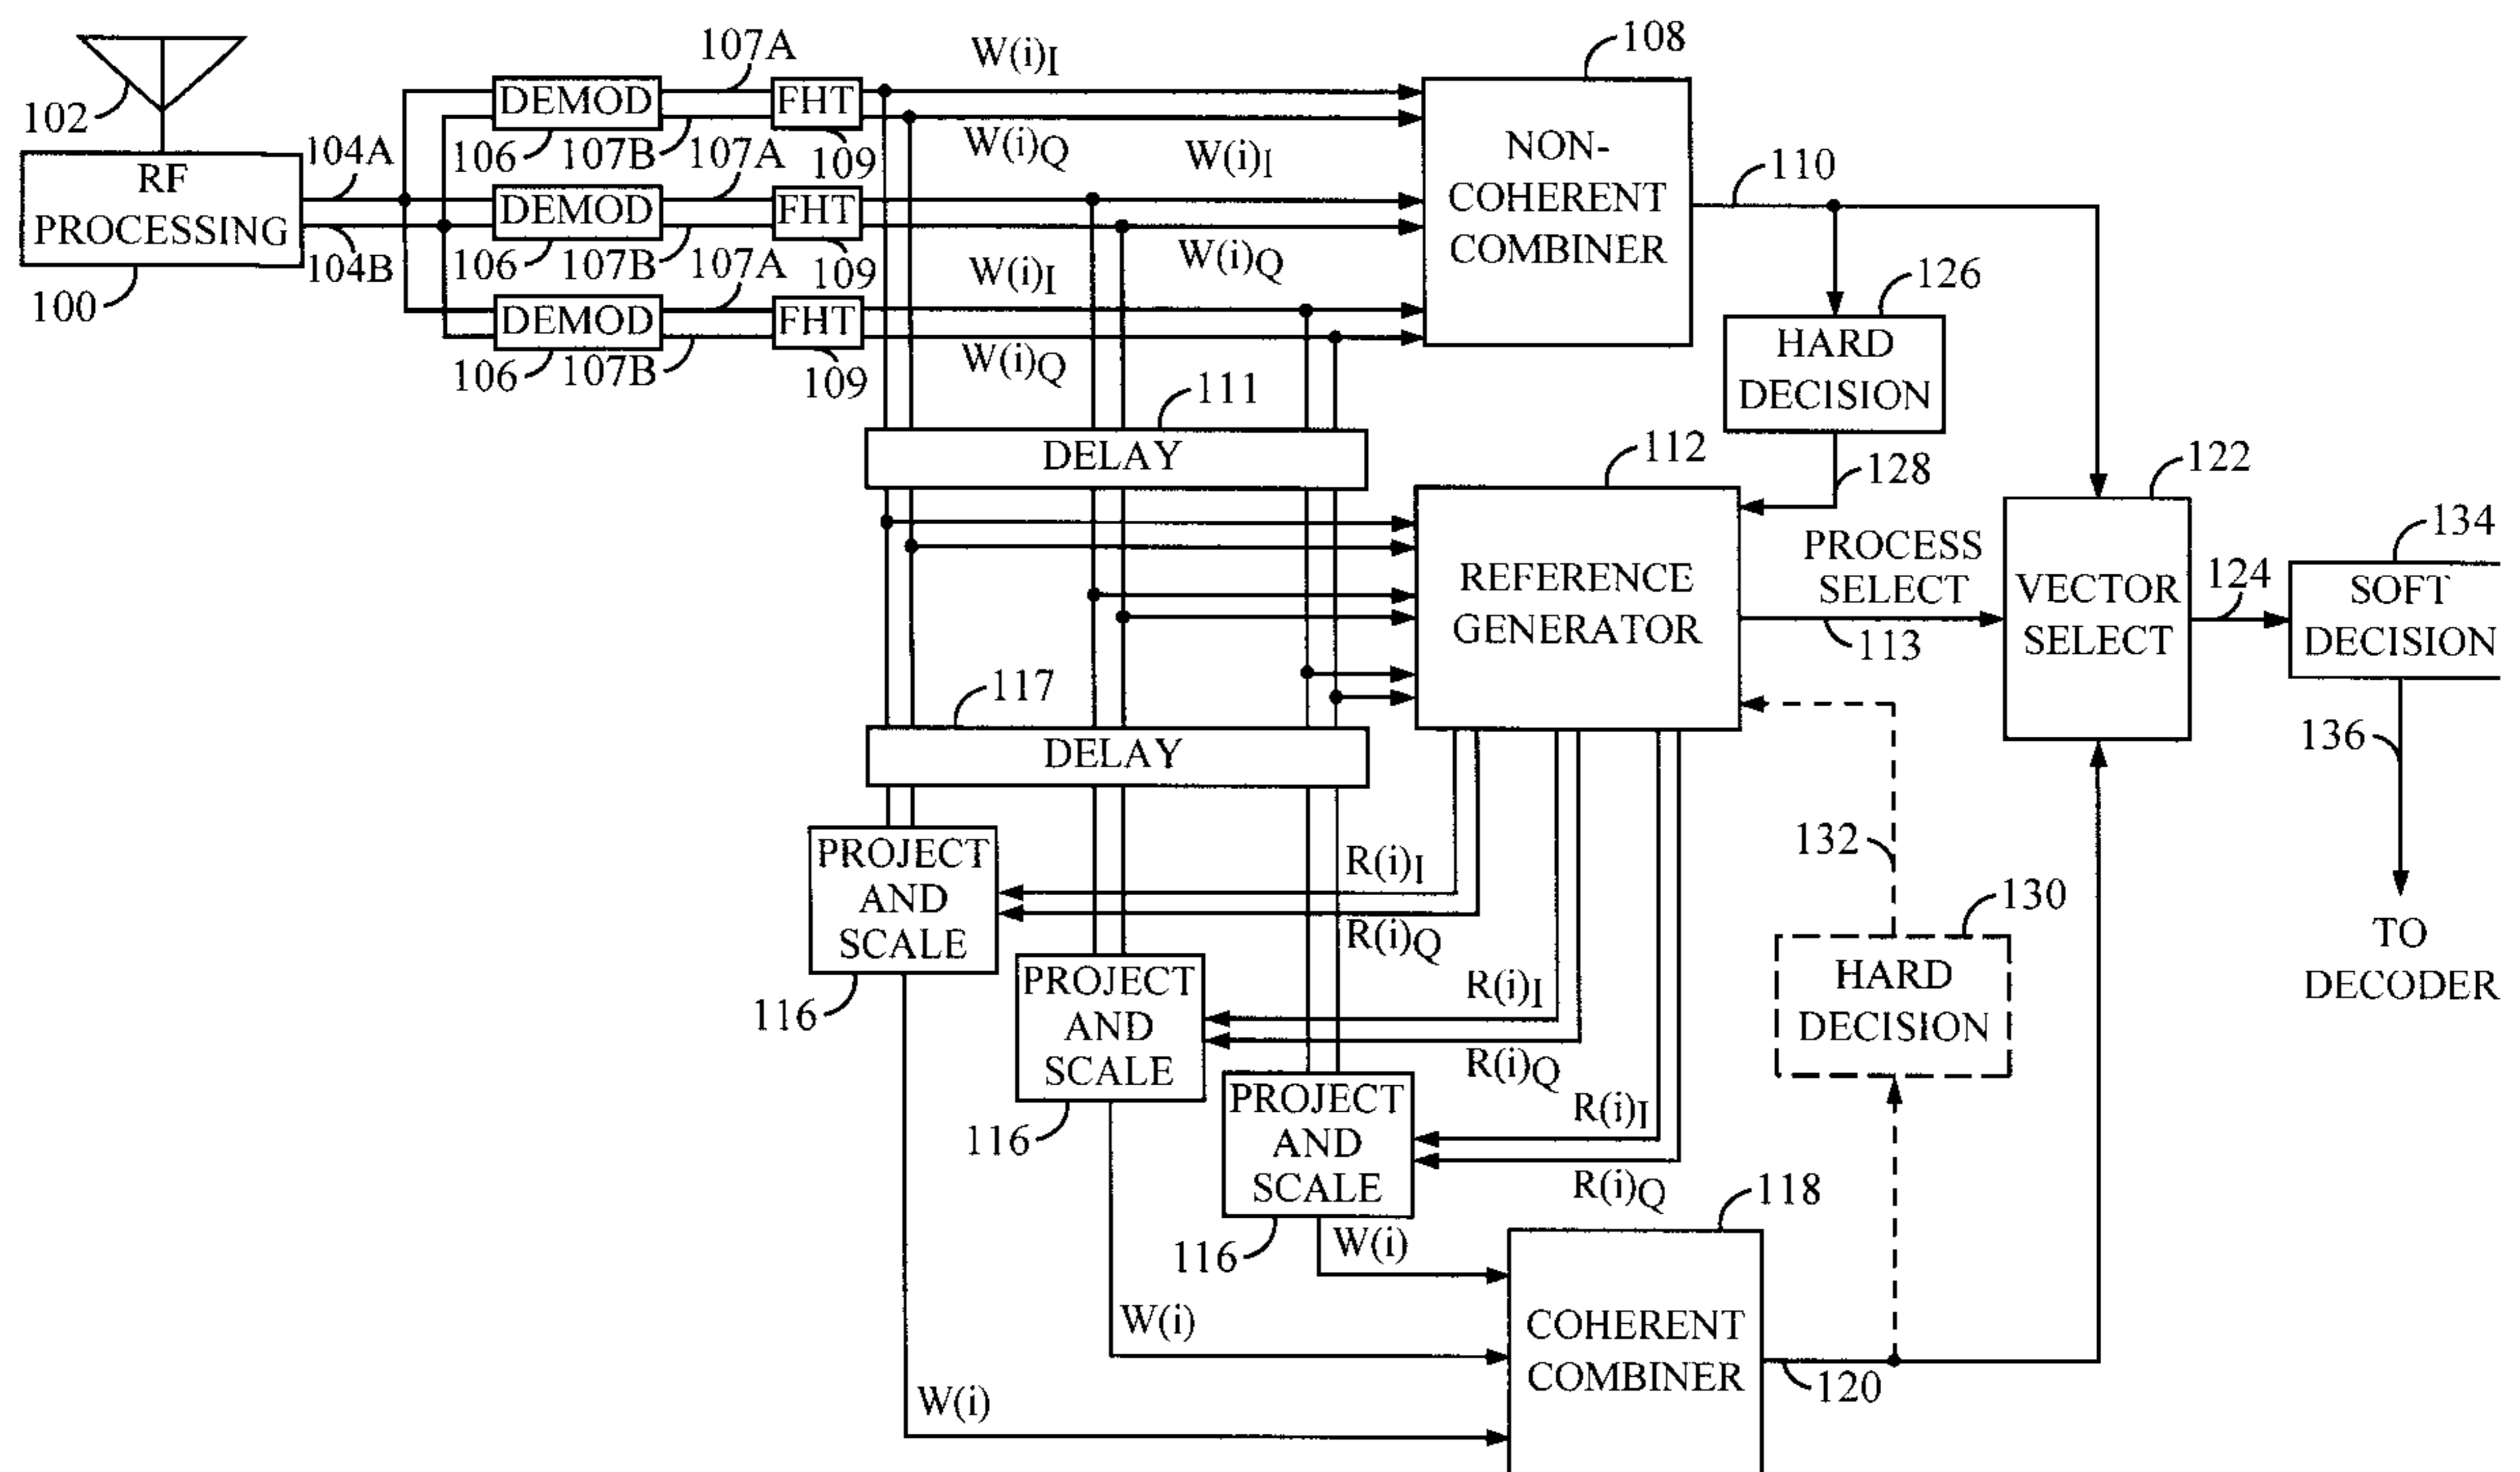 102
RF
PROCESSING
100
104A
104B
DEMOD
106
107A
107B
FHT
109
W(i)I
W(i)Q
DEMOD
106
107A
107B
FHT
109
W(i)I
W(i)Q
DEMOD
106
107A
107B
FHT
109
W(i)I
W(i)Q
108
NON-
COHERENT
COMBINER
110
126
HARD
DECISION
128
111
DELAY
112
REFERENCE
GENERATOR
PROCESS
SELECT
113
122
VECTOR
SELECT
124
134
SOFT
DECISION
136
TO
DECODER
117
DELAY
PROJECT
AND
SCALE
116
R(i)I
R(i)Q
PROJECT
AND
SCALE
116
R(i)I
R(i)Q
PROJECT
AND
SCALE
116
R(i)I
R(i)Q
132
130
HARD
DECISION
W(i)
W(i)
W(i)
118
COHERENT
COMBINER
120